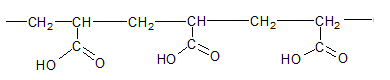 —CH₂—CH—CH₂—CH—CH₂—CH₂—
C C C
HO O HO O HO O